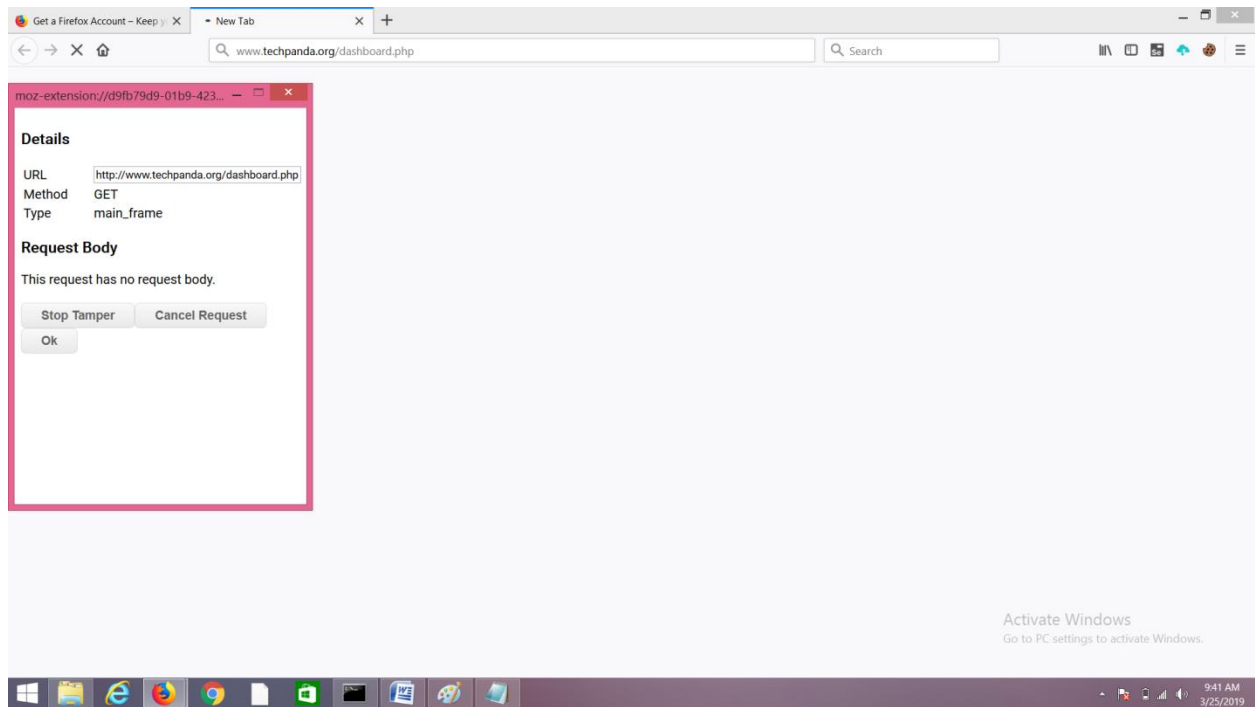 Get a Firefox Account – Keep y
New Tab
www.techpanda.org/dashboard.php
Search
Se
moz-extension://d9fb79d9-01b9-423...
Details
URL http://www.techpanda.org/dashboard.php
Method GET
Type main_frame
Request Body
This request has no request body.
Stop Tamper Cancel Request
Ok
Activate Windows
Go to PC settings to activate Windows.
9:41 AM
3/25/2019